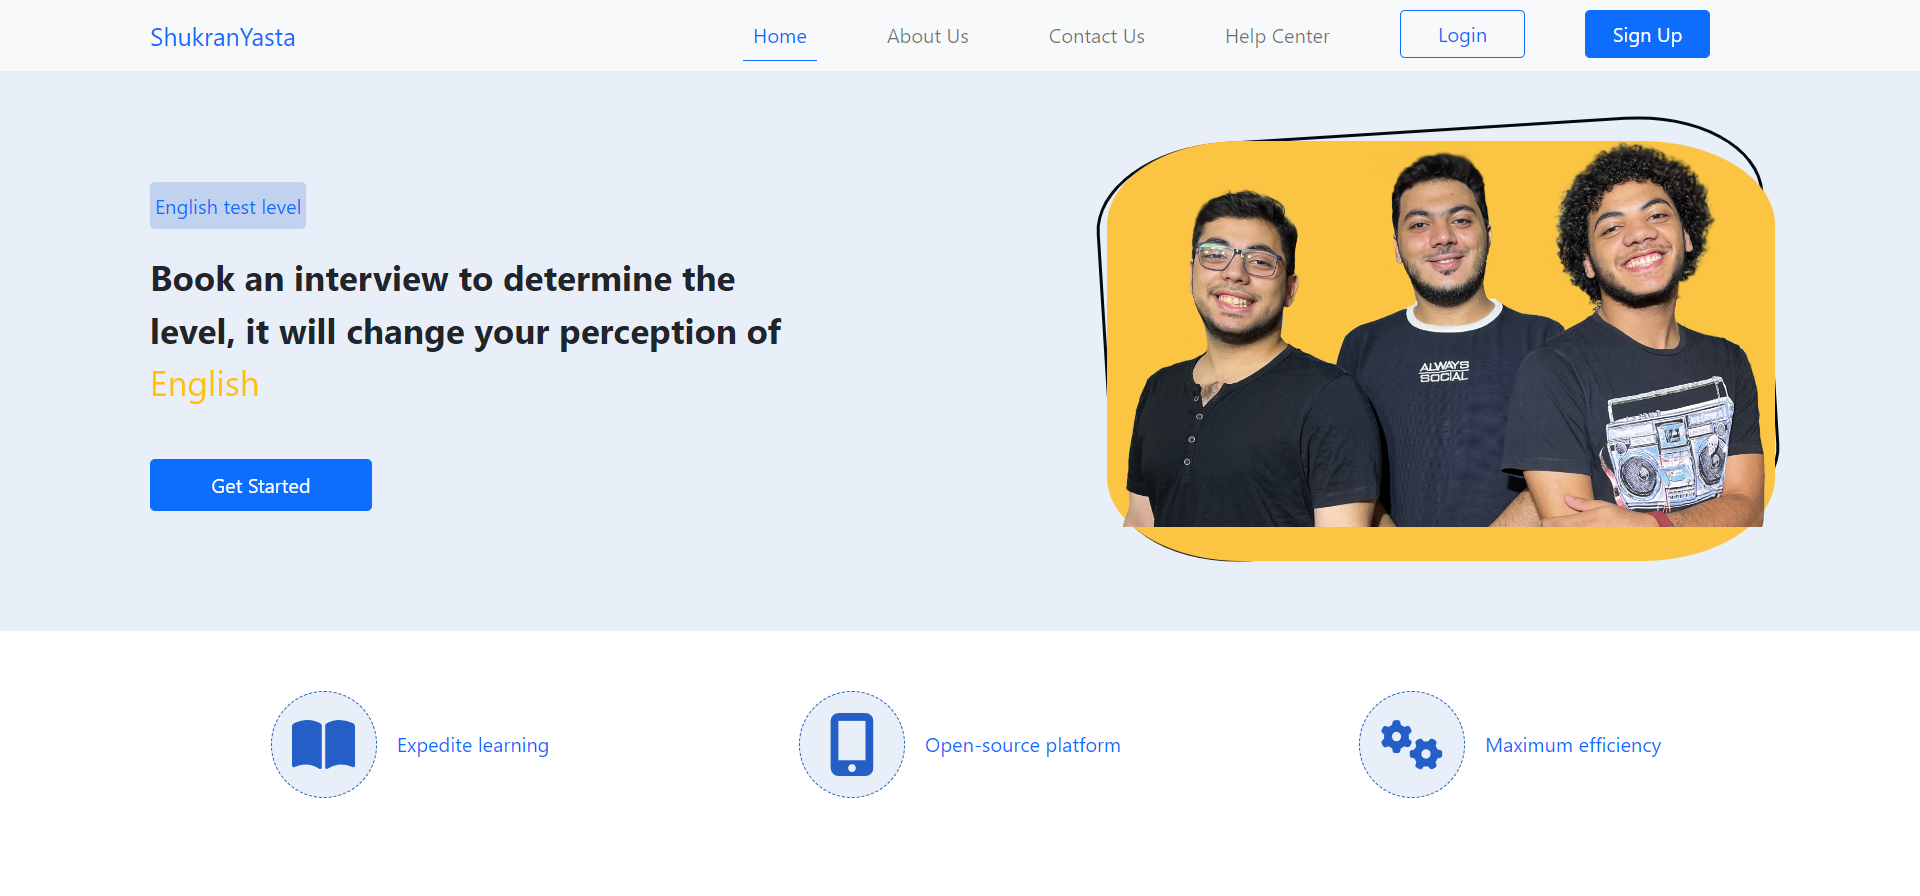 ShukranYasta
Home
About Us
Contact Us
Help Center
Login
Sign Up
English test level
Book an interview to determine the
level, it will change your perception of
English
Get Started
ALWAYS
SOCIAL
Expedite learning
Open-source platform
Maximum efficiency